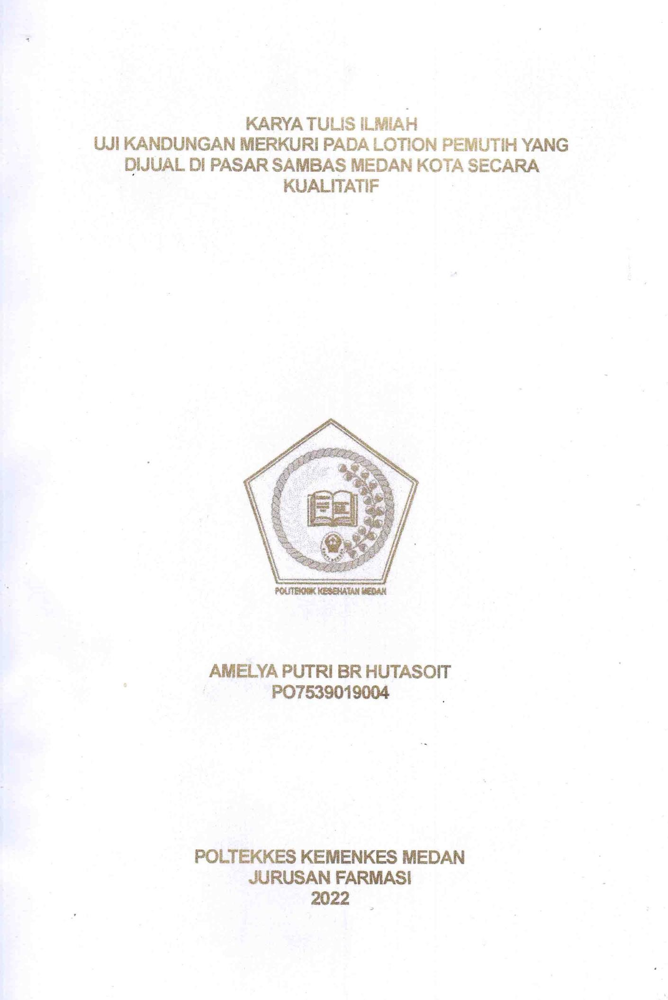 KARYA TULIS ILMIAH
UJI KANDUNGAN MERKURI PADA LOTION PEMUTIH YANG
DIJUAL DI PASAR SAMBAS MEDAN KOTA SECARA
KUALITATIF
POLITEKNIK KESEHATAN MEDAN
AMELYA PUTRI BR HUTASOIT
PO7539019004
POLTEKKES KEMENKES MEDAN
JURUSAN FARMASI
2022